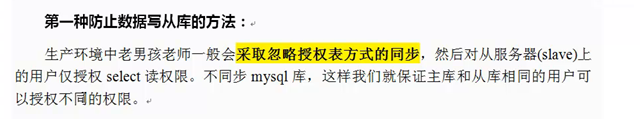 第一种防止数据写从库的方法：
生产环境中老男孩老师一般会采取忽略授权表方式的同步，然后对从服务器(slave)上
的用户仅授权 select 读权限。不同步 mysql 库，这样我们就保证主库和从库相同的用户可
以授权不同的权限。